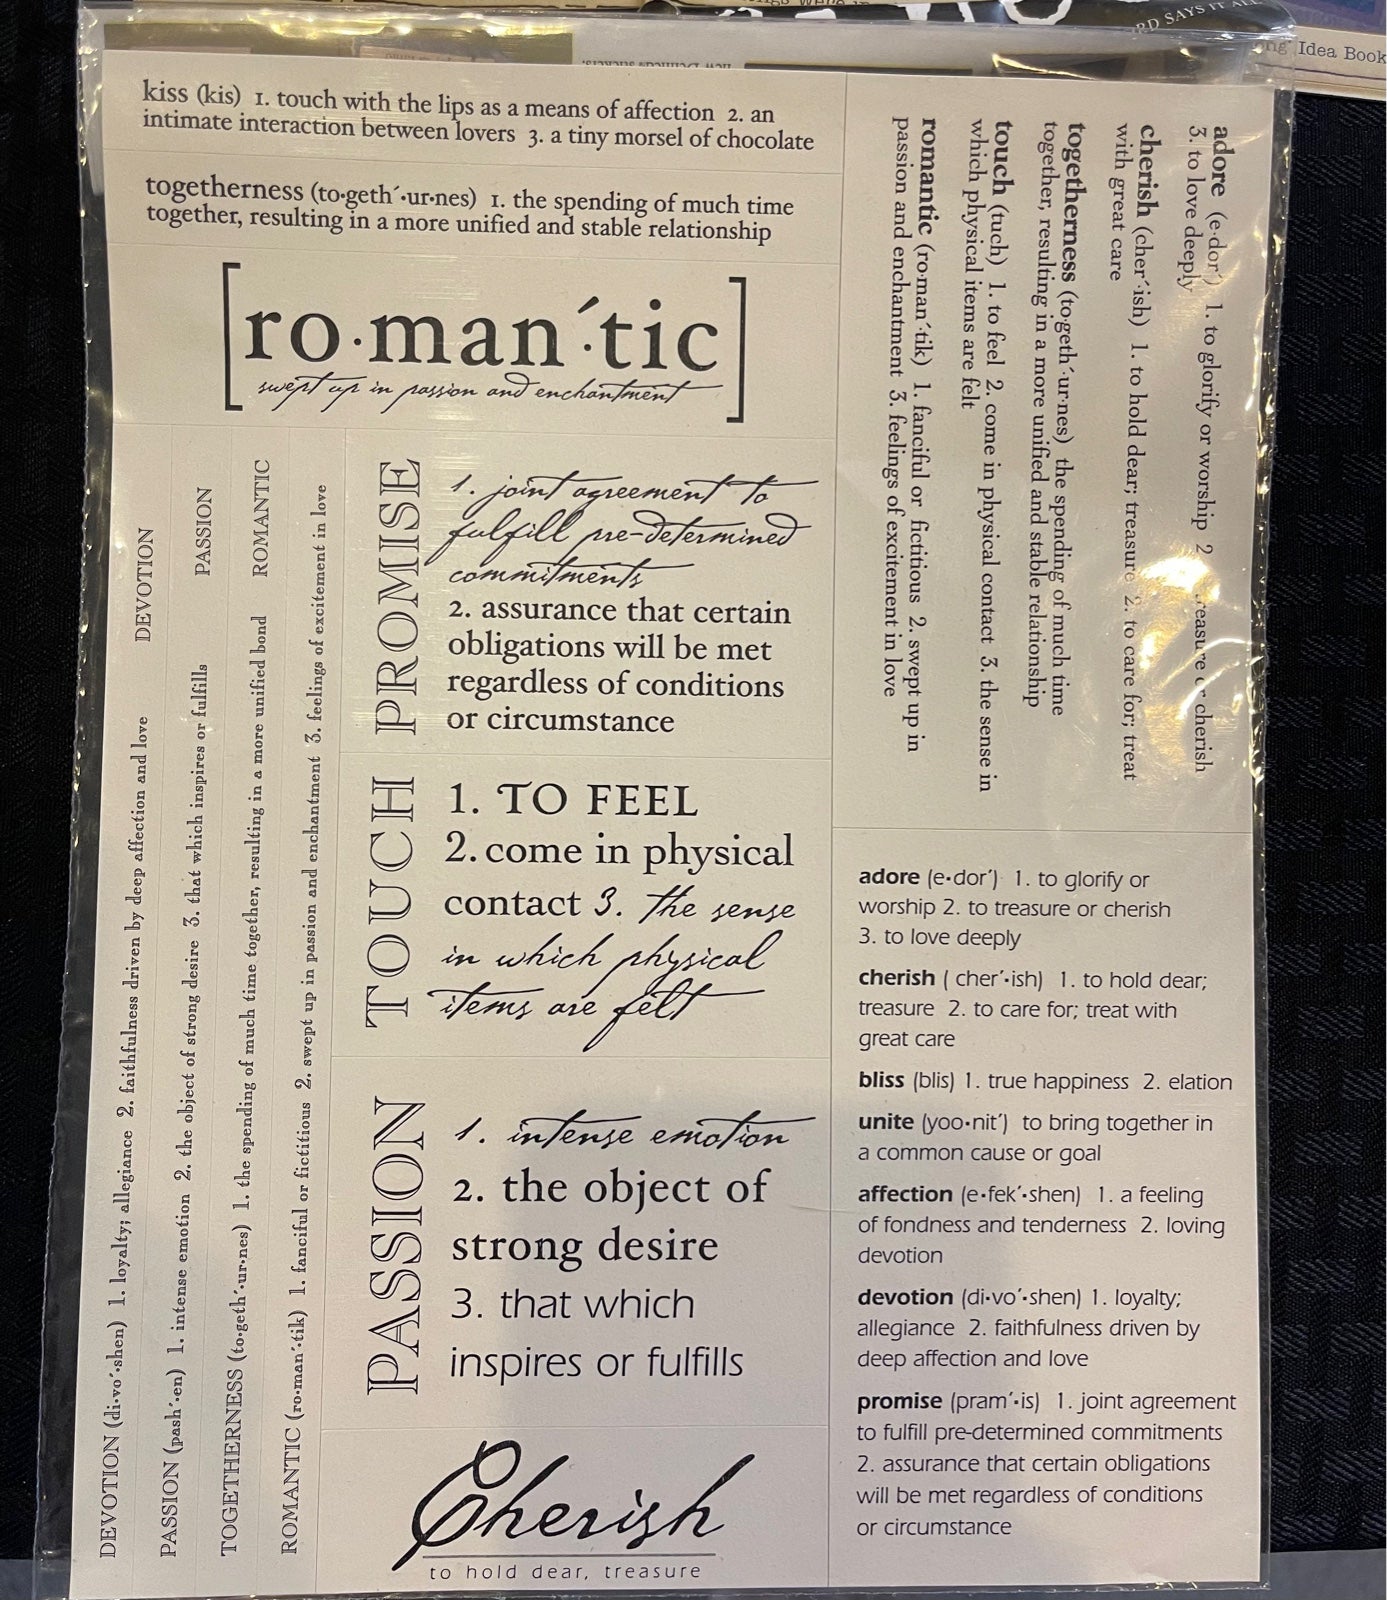 RD SAYS IT ALL
Idea Book
kiss (kis) 1. touch with the lips as a means of affection 2. an
intimate interaction between lovers 3. a tiny morsel of chocolate
togetherness (to•geth´•ur•nes) 1. the spending of much time
together, resulting in a more unified and stable relationship
[ro·man´·tic]
swept up in passion and enchantment
DEVOTION (di•vo´•shen) 1. loyalty; allegiance 2. faithfulness driven by deep affection and love DEVOTION
PASSION (pash´•en) 1. intense emotion 2. the object of strong desire 3. that which inspires or fulfills PASSION
TOGETHERNESS (to•geth´•ur•nes) 1. the spending of much time together, resulting in a more unified bond ROMANTIC
ROMANTIC (ro•man´•tik) 1. fanciful or fictitious 2. swept up in passion and enchantment 3. feelings of excitement in love
PROMISE
1. joint agreement to
fulfill pre-determined
commitments
2. assurance that certain
obligations will be met
regardless of conditions
or circumstance
TOUCH
1. TO FEEL
2. come in physical
contact 3. the sense
in which physical
items are felt
PASSION
1. intense emotion
2. the object of
strong desire
3. that which
inspires or fulfills
Cherish
to hold dear, treasure
adore (e·dor´) 1. to glorify or worship 2 treasure or cherish
3. to love deeply
cherish (cher´·ish) 1. to hold dear; treasure 2. to care for; treat
with great care
togetherness (to·geth´·ur·nes) the spending of much time
together, resulting in a more unified and stable relationship
touch (tuch) 1. to feel 2. come in physical contact 3. the sense in
which physical items are felt
romantic (ro·man´·tik) 1. fanciful or fictitious 2. swept up in
passion and enchantment 3. feelings of excitement in love
adore (e•dor´) 1. to glorify or
worship 2. to treasure or cherish
3. to love deeply
cherish ( cher´•ish) 1. to hold dear;
treasure 2. to care for; treat with
great care
bliss (blis) 1. true happiness 2. elation
unite (yoo•nit´) to bring together in
a common cause or goal
affection (e•fek´•shen) 1. a feeling
of fondness and tenderness 2. loving
devotion
devotion (di•vo´•shen) 1. loyalty;
allegiance 2. faithfulness driven by
deep affection and love
promise (pram´•is) 1. joint agreement
to fulfill pre-determined commitments
2. assurance that certain obligations
will be met regardless of conditions
or circumstance